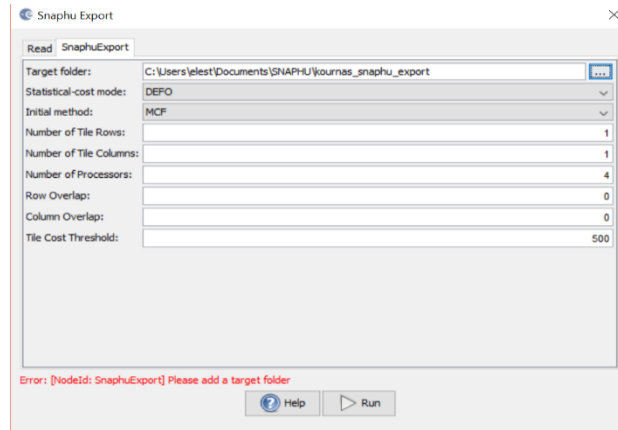 Snaphu Export
Read SnaphuExport
Target folder: C:\Users\elest\Documents\SNAPHU\kournas_snaphu_export ...
Statistical-cost mode: DEFO
Initial method: MCF
Number of Tile Rows: 1
Number of Tile Columns: 1
Number of Processors: 4
Row Overlap: 0
Column Overlap: 0
Tile Cost Threshold: 500
Error: [NodeId: SnaphuExport] Please add a target folder
Help Run